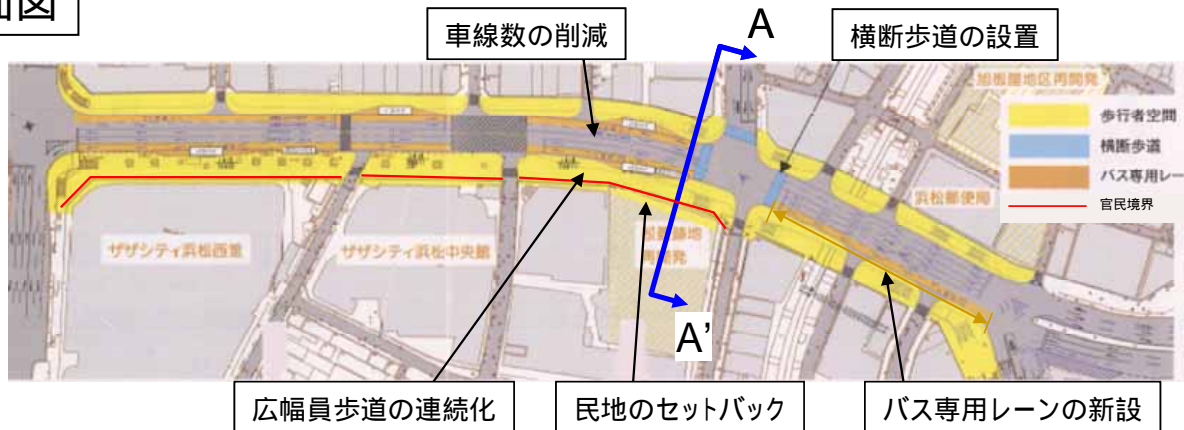 面図
車線数の削減
A
横断歩道の設置
旭板屋地区再開発
歩行者空間
横断歩道
バス専用レー
官民境界
浜松郵便局
ザザシティ浜松西館
ザザシティ浜松中央館
松菱跡地
再開発
A'
広幅員歩道の連続化
民地のセットバック
バス専用レーンの新設